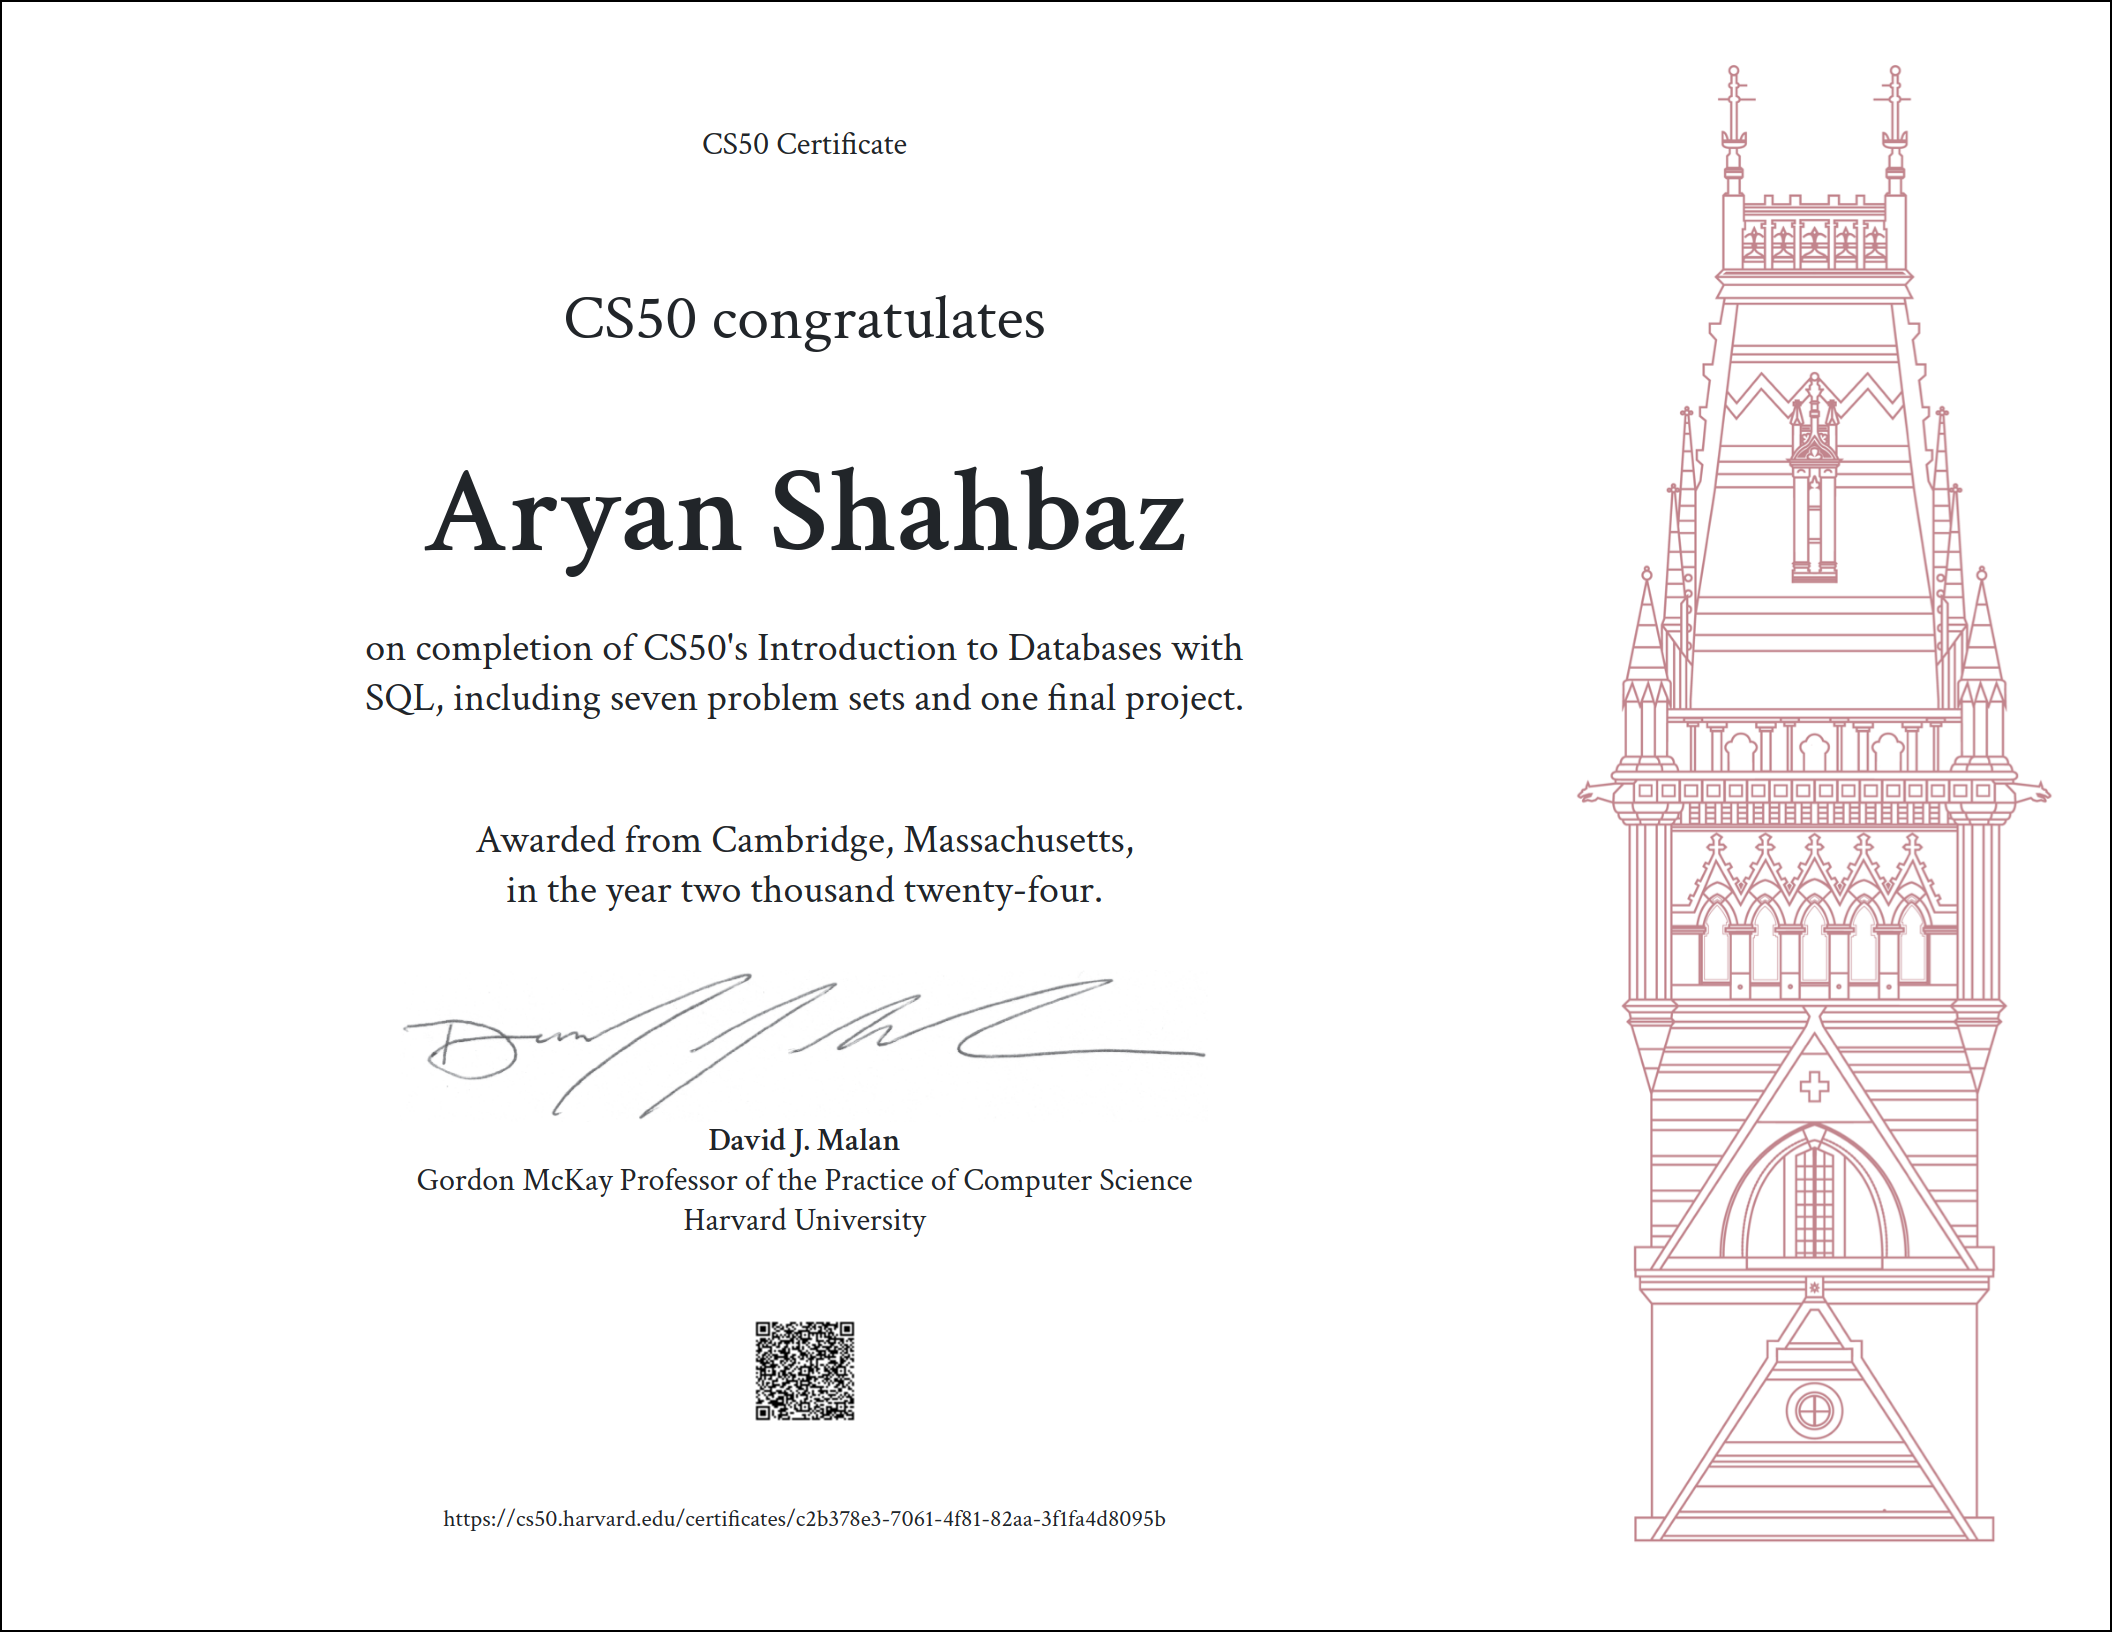 CS50 Certificate
CS50 congratulates
Aryan Shahbaz
on completion of CS50's Introduction to Databases with
SQL, including seven problem sets and one final project.
Awarded from Cambridge, Massachusetts,
in the year two thousand twenty-four.
David J. Malan
Gordon McKay Professor of the Practice of Computer Science
Harvard University
https://cs50.harvard.edu/certificates/c2b378e3-7061-4f81-82aa-3f1fa4d8095b